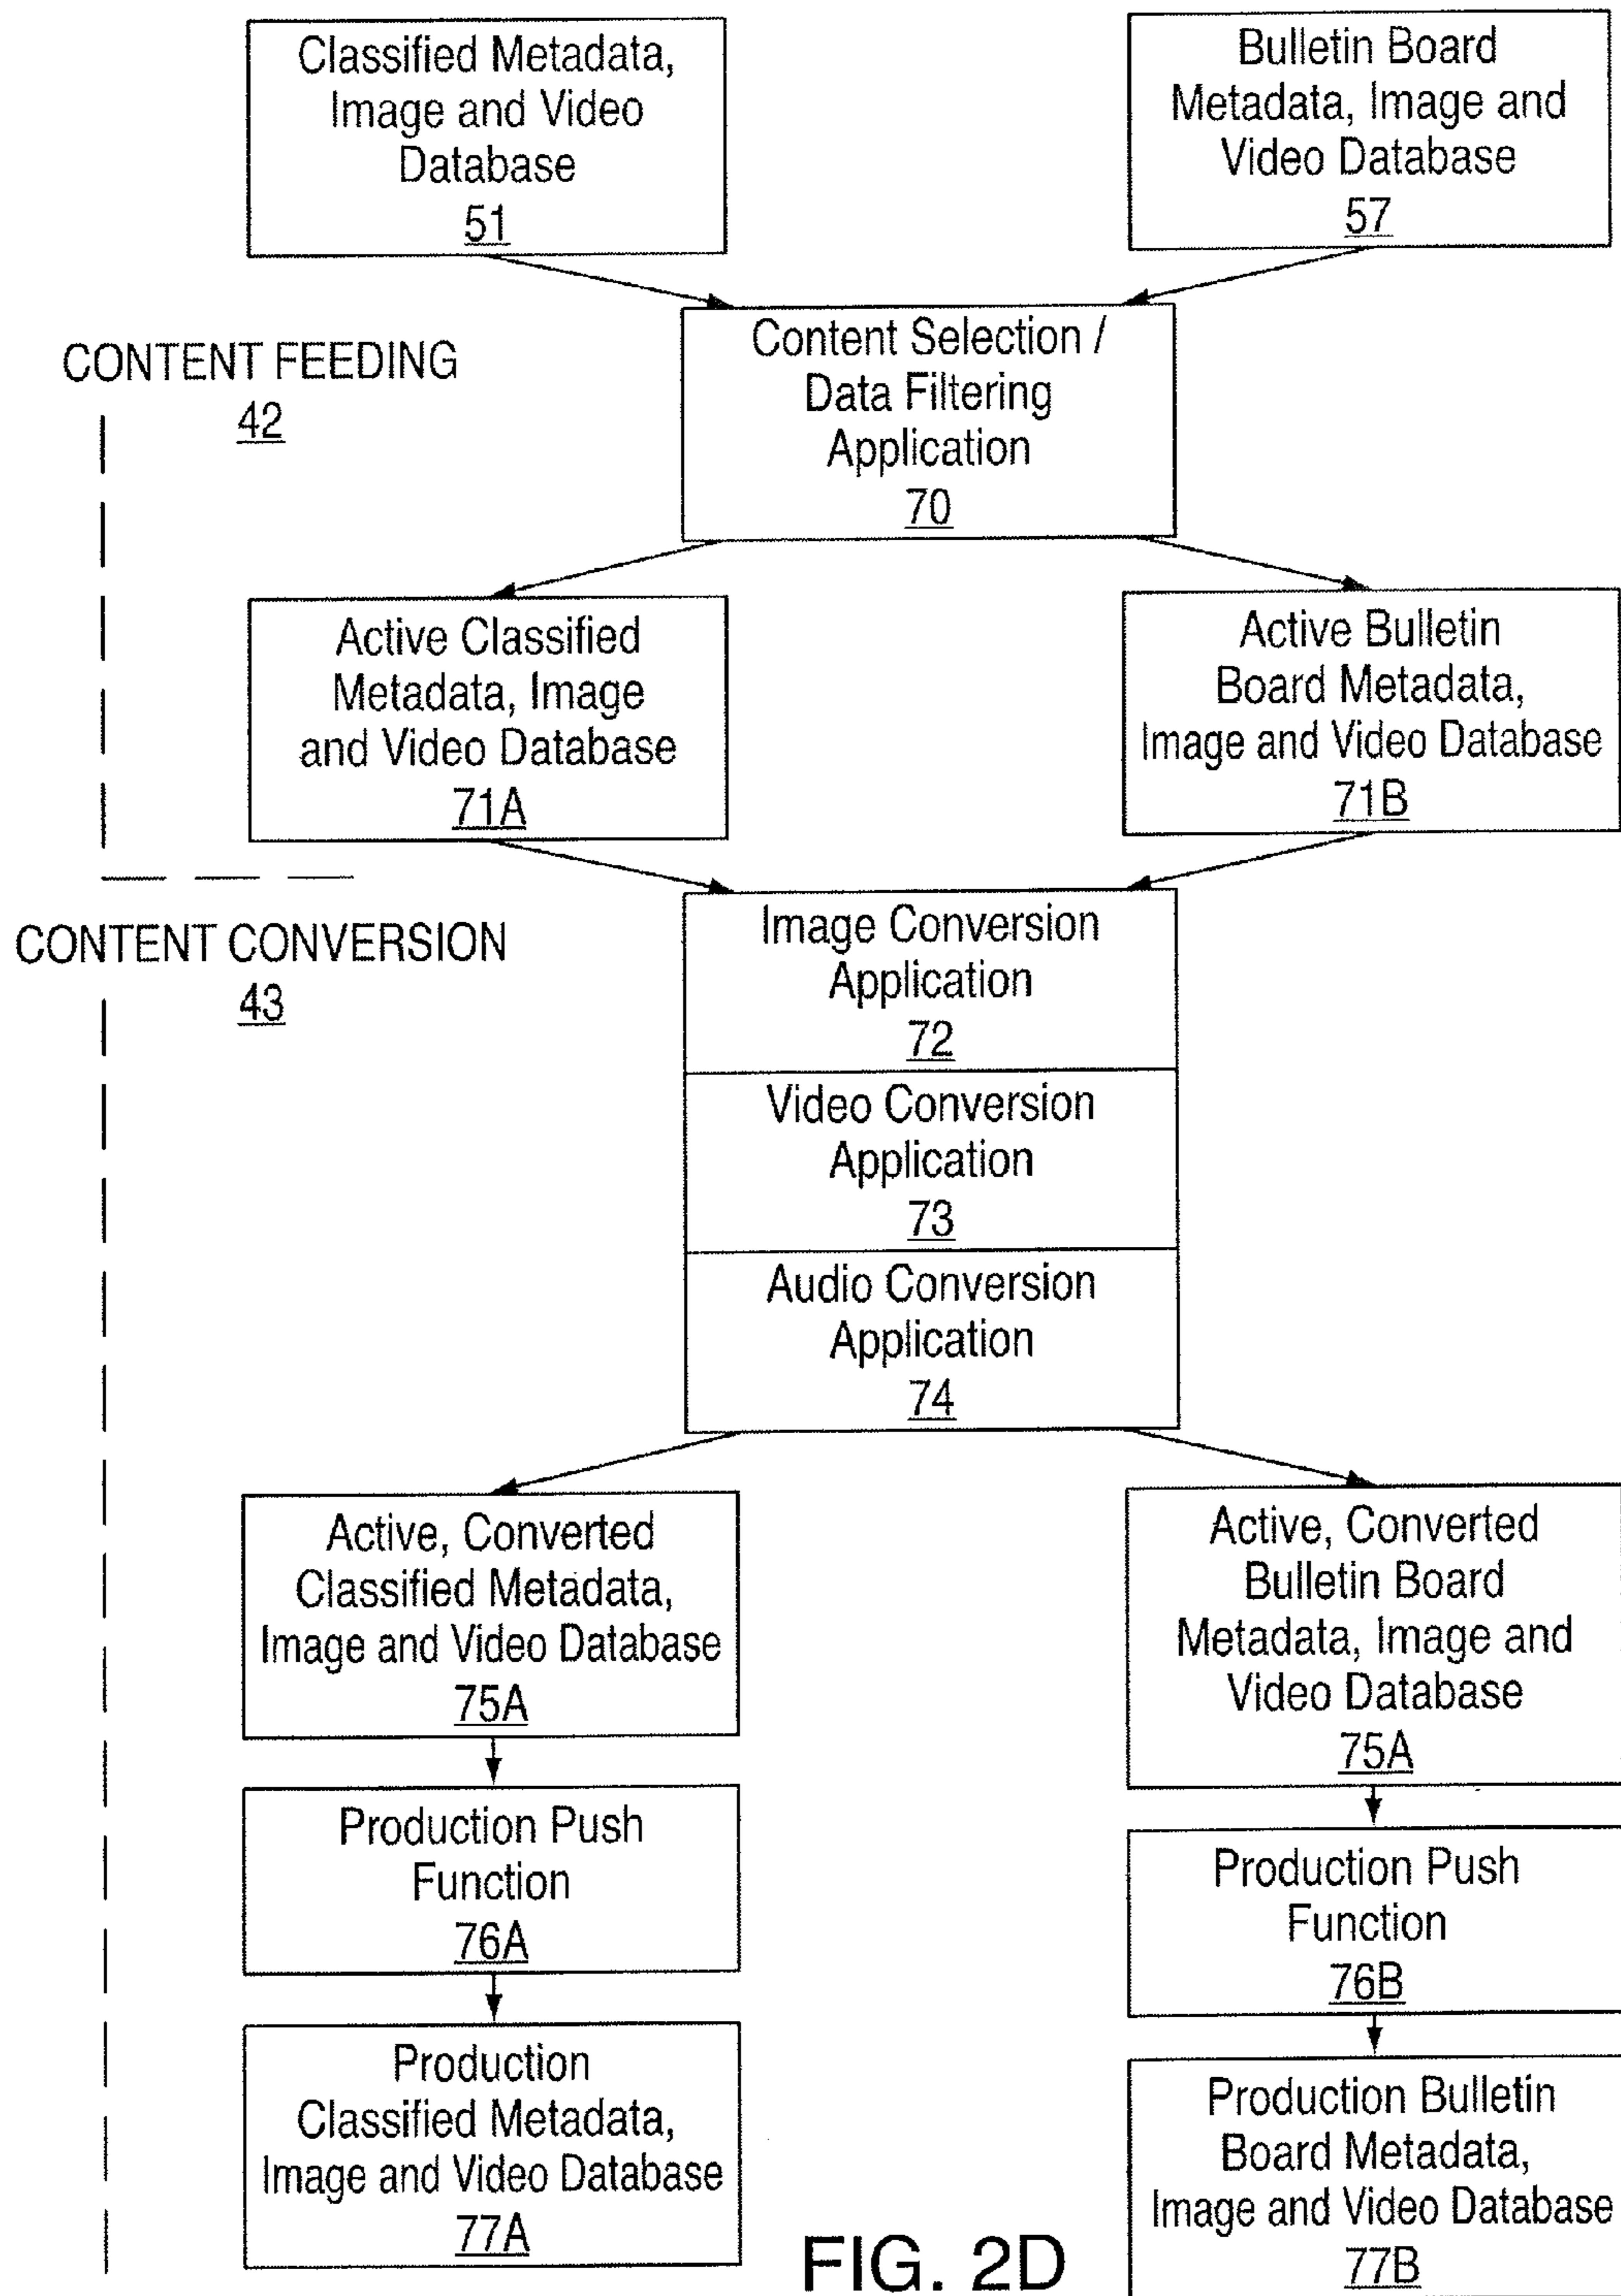 Classified Metadata,
Image and Video
Database
51
Bulletin Board
Metadata, Image and
Video Database
57
CONTENT FEEDING
42
Content Selection /
Data Filtering
Application
70
Active Classified
Metadada, Image
and Video Database
71A
Active Bulletin
Board Metadata,
Image and Video Database
71B
CONTENT CONVERSION
43
Image Conversion
Application
72
Video Conversion
Application
73
Audio Conversion
Application
74
Active, Converted
Classified Metadata,
Image and Video Database
75A
Active, Converted
Bulletin Board
Metadata, Image and
Video Database
75A
Production Push
Function
76A
Production Push
Function
76B
Production
Classified Metadata,
Image and Video Database
77A
Production Bulletin
Board Metadata,
Image and Video Database
77B
FIG. 2D